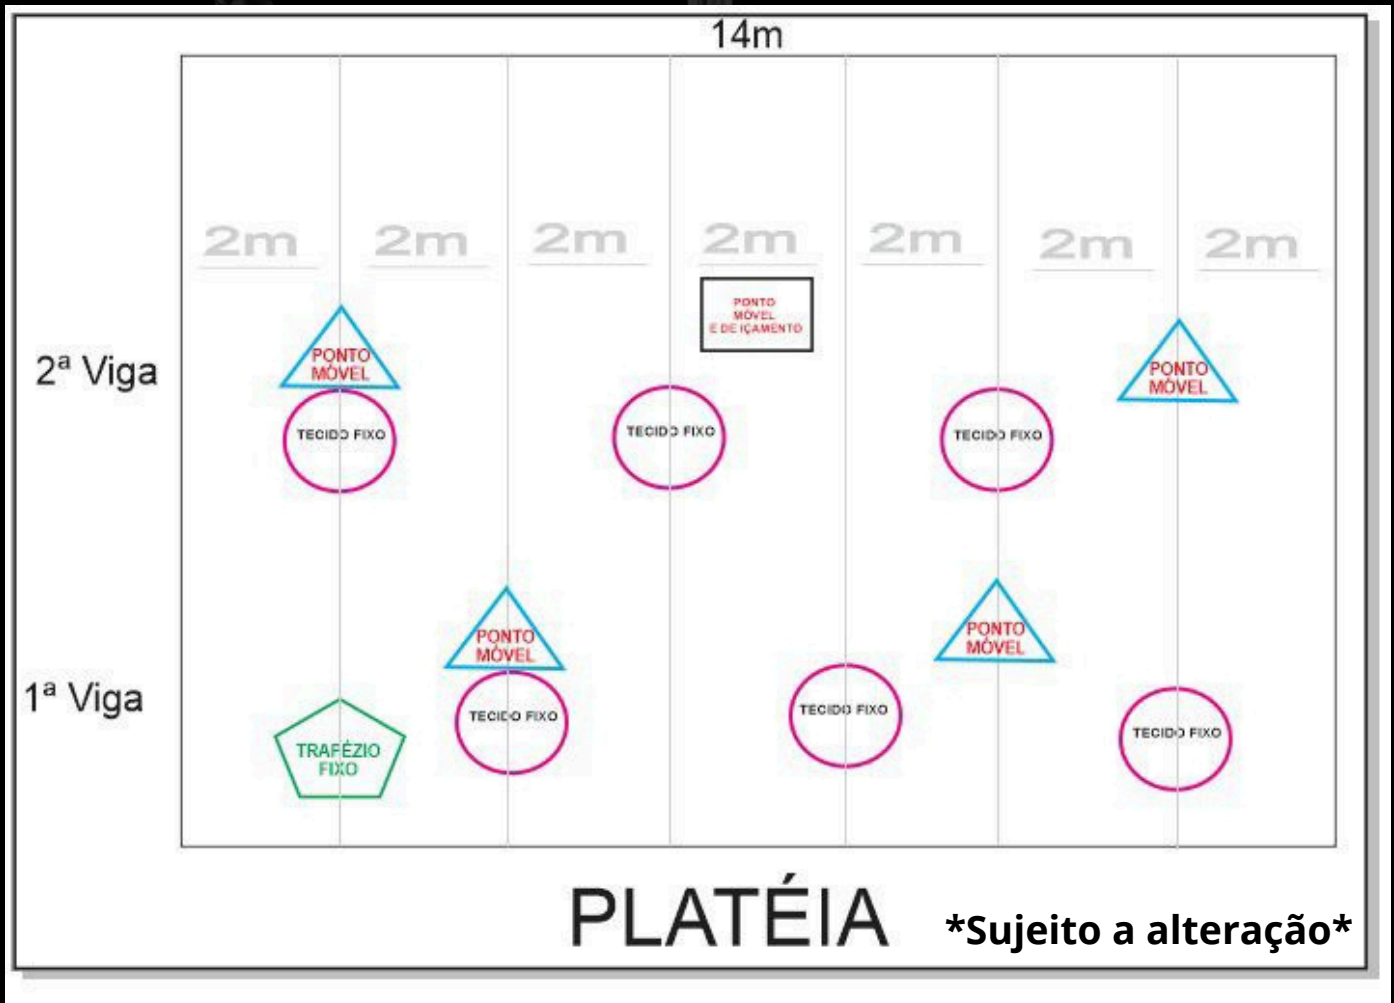 14m
2m 2m 2m 2m 2m 2m 2m
PONTO
MÓVEL
E DE IÇAMENTO
2ª Viga
PONTO
MÓVEL
PONTO
MÓVEL
TECIDO FIXO
TECIDO FIXO
TECIDO FIXO
PONTO
MÓVEL
PONTO
MÓVEL
1ª Viga
TRAFÉZIO
FIXO
TECIDO FIXO
TECIDO FIXO
TECIDO FIXO
PLATÉIA
*Sujeito a alteração*